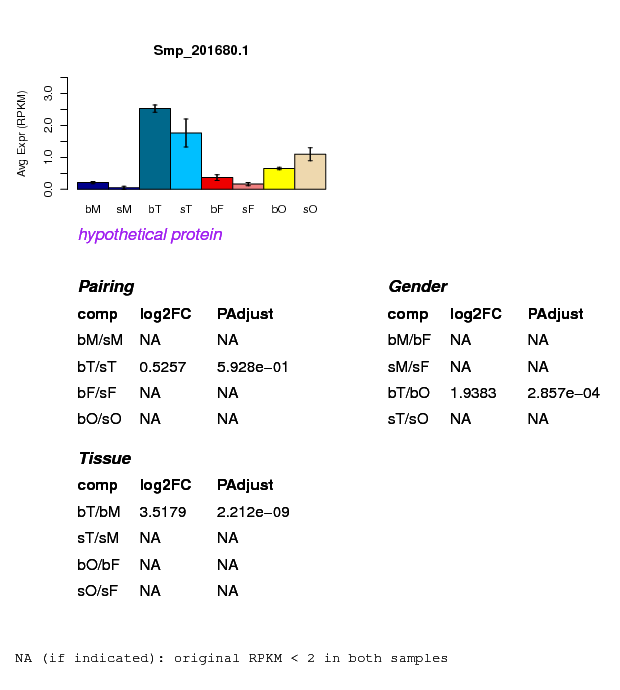 Smp_201680.1
Avg Expr (RPKM)
3.0
2.0
1.0
0.0
bM sM bT sT bF sF bO sO
hypothetical protein
Pairing
comp log2FC PAdjust
bM/sM NA NA
bT/sT 0.5257 5.928e−01
bF/sF NA NA
bO/sO NA NA
Gender
comp log2FC PAdjust
bM/bF NA NA
sM/sF NA NA
bT/bO 1.9383 2.857e−04
sT/sO NA NA
Tissue
comp log2FC PAdjust
bT/bM 3.5179 2.212e−09
sT/sM NA NA
bO/bF NA NA
sO/sF NA NA
NA (if indicated): original RPKM < 2 in both samples